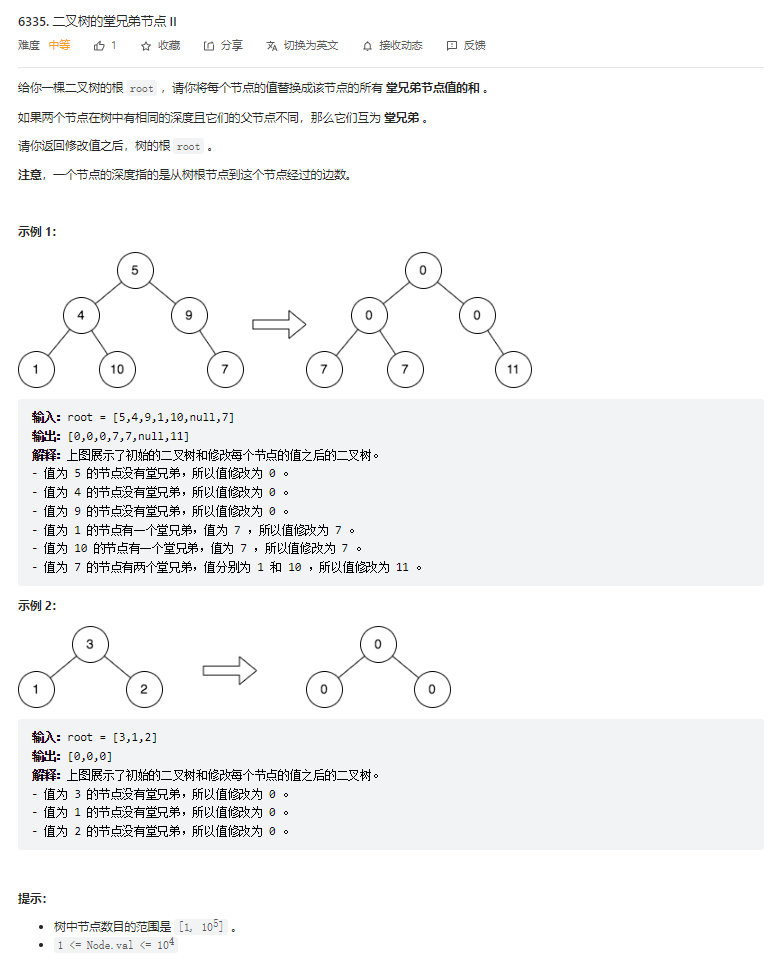 6335. 二叉树的堂兄弟节点 II
难度 中等 1 收藏 分享 切换为英文 接收动态 反馈
给你一棵二叉树的根 root ，请你将每个节点的值替换成该节点的所有 堂兄弟节点值的和 。
如果两个节点在树中有相同的深度且它们的父节点不同，那么它们互为 堂兄弟 。
请你返回修改值之后，树的根 root 。
注意，一个节点的深度指的是从树根节点到这个节点经过的边数。
示例 1：
5 0
4 9 0 0
1 10 7 7 7 11
输入：root = [5,4,9,1,10,null,7]
输出：[0,0,0,7,7,null,11]
解释：上图展示了初始的二叉树和修改每个节点的值之后的二叉树。
- 值为 5 的节点没有堂兄弟，所以值修改为 0 。
- 值为 4 的节点没有堂兄弟，所以值修改为 0 。
- 值为 9 的节点没有堂兄弟，所以值修改为 0 。
- 值为 1 的节点有一个堂兄弟，值为 7 ，所以值修改为 7 。
- 值为 10 的节点有一个堂兄弟，值为 7 ，所以值修改为 7 。
- 值为 7 的节点有两个堂兄弟，值分别为 1 和 10 ，所以值修改为 11 。
示例 2：
3 0
1 2 0 0
输入：root = [3,1,2]
输出：[0,0,0]
解释：上图展示了初始的二叉树和修改每个节点的值之后的二叉树。
- 值为 3 的节点没有堂兄弟，所以值修改为 0 。
- 值为 1 的节点没有堂兄弟，所以值修改为 0 。
- 值为 2 的节点没有堂兄弟，所以值修改为 0 。
提示：
• 树中节点数目的范围是 [1, 10⁵] 。
• 1 <= Node.val <= 10⁴